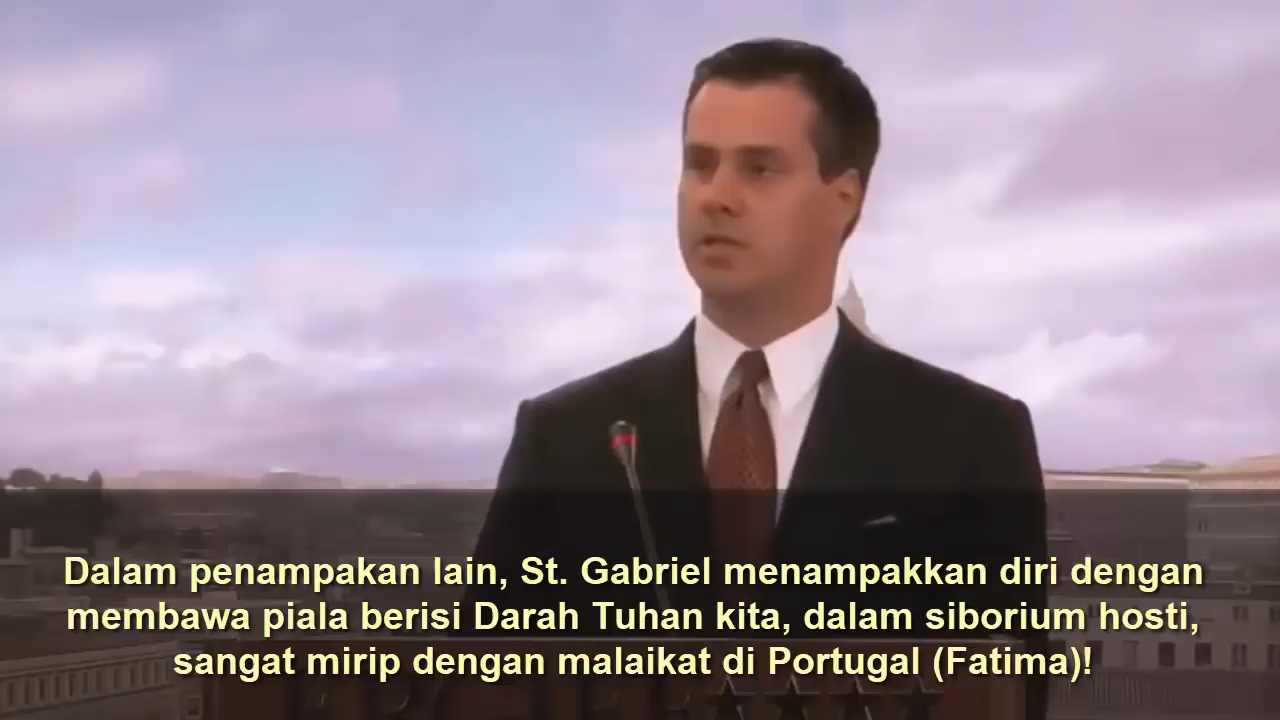 Dalam penampakan lain, St. Gabriel menampakkan diri dengan
membawa piala berisi Darah Tuhan kita, dalam siborium hosti,
sangat mirip dengan malaikat di Portugal (Fatima)!